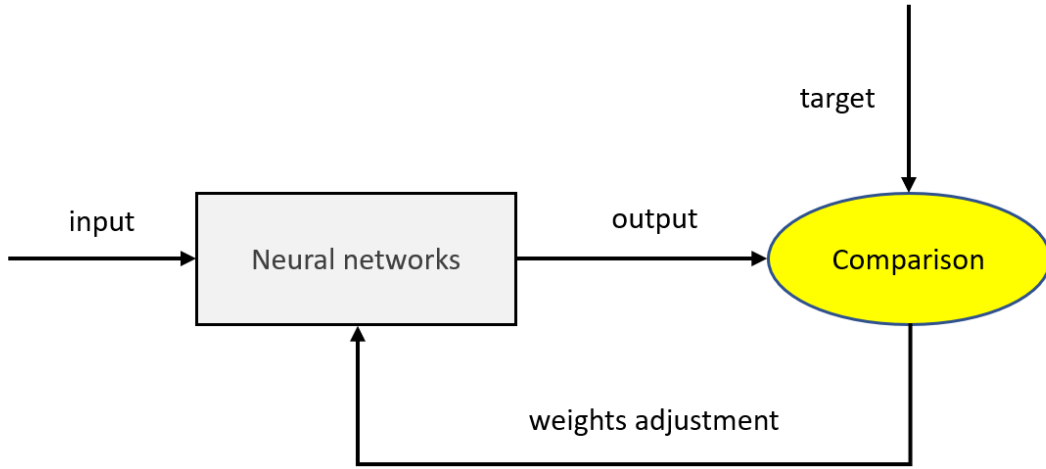 target
input
output
Neural networks
Comparison
weights adjustment